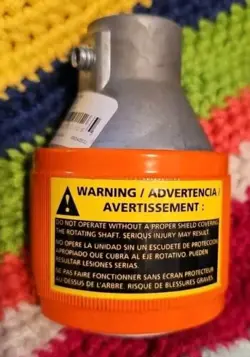 WARNING / ADVERTENCIA /
AVERTISSEMENT :
DO NOT OPERATE WITHOUT A PROPER SHIELD COVERING
THE ROTATING SHAFT. SERIOUS INJURY MAY RESULT.
NO OPERE LA UNIDAD SIN UN ESCUDETE DE PROTECCION
APROPIADO QUE CUBRA AL EJE ROTATIVO. PUEDEN
RESULTAR LESIONES SERIAS.
NE PAS FAIRE FONCTIONNER SANS ÉCRAN PROTECTEUR
AU-DESSUS DE L'ARBRE. RISQUE DE BLESSURES GRAVES.